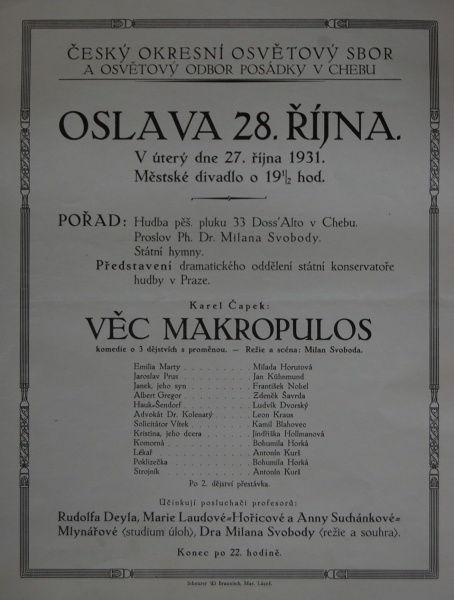 ČESKÝ OKRESNÍ OSVĚTOVÝ SBOR
A OSVĚTOVÝ ODBOR POSÁDKY V CHEBU
OSLAVA 28. ŘÍJNA.
V úterý dne 27. října 1931.
Městské divadlo o 19½ hod.
POŘAD: Hudba pěš. pluku 33 Doss'Alto v Chebu.
Proslov Ph. Dr. Milana Svobody.
Státní hymny.
Představení dramatického oddělení státní konservatoře
hudby v Praze.
Karel Čapek:
VĚC MAKROPULOS
komedie o 3 dějstvích s proměnou. — Režie a scéna: Milan Svoboda.
Emilia Marty . . . . . . . . . . Milada Horutová
Jaroslav Prus . . . . . . . . . . Jan Kühnmund
Janek, jeho syn . . . . . . . . . František Nohel
Albert Gregor . . . . . . . . . . Zdeněk Šavrda
Hauk-Šendorf . . . . . . . . . . Ludvík Dvorský
Advokát Dr. Kolenatý . . . . . . Leon Kraus
Solicitátor Vítek . . . . . . . . . Kamil Blahovec
Kristina, jeho dcera . . . . . . . Jindřiška Hollmanová
Komorná . . . . . . . . . . . . Bohumila Horká
Lékař . . . . . . . . . . . . . Antonín Kurš
Poklizečka . . . . . . . . . . . Bohumila Horká
Strojník . . . . . . . . . . . . Antonín Kurš
Po 2. dějství přestávka.
Účinkují posluchači profesorů:
Rudolfa Deyla, Marie Laudové-Hořicové a Anny Suchánkové-
Mlynářové (studium úloh), Dra Milana Svobody (režie a souhra).
Konec po 22. hodině.